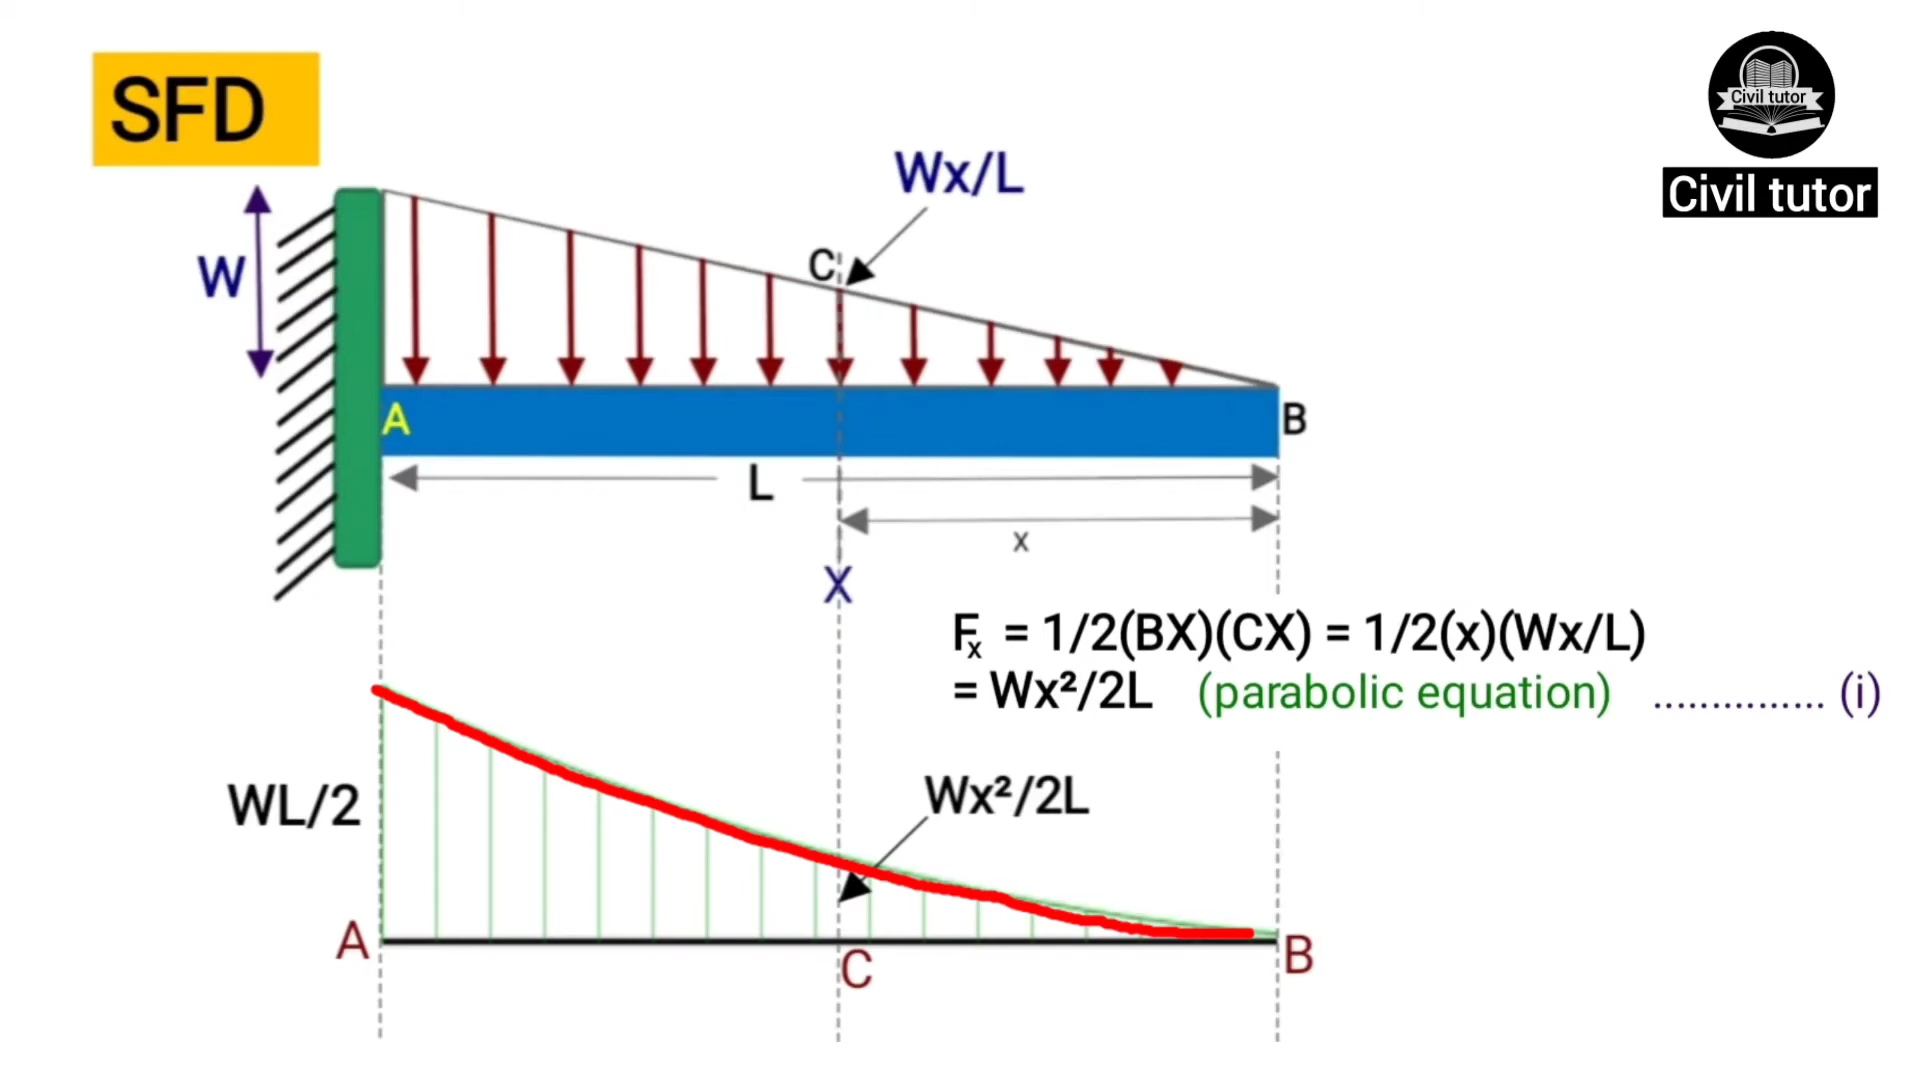 SFD
Civil tutor
Civil tutor
Wx/L
W
C
A
B
L
x
X
Fx = 1/2(BX)(CX) = 1/2(x)(Wx/L)
= Wx²/2L (parabolic equation) ............... (i)
WL/2
Wx²/2L
A
C
B